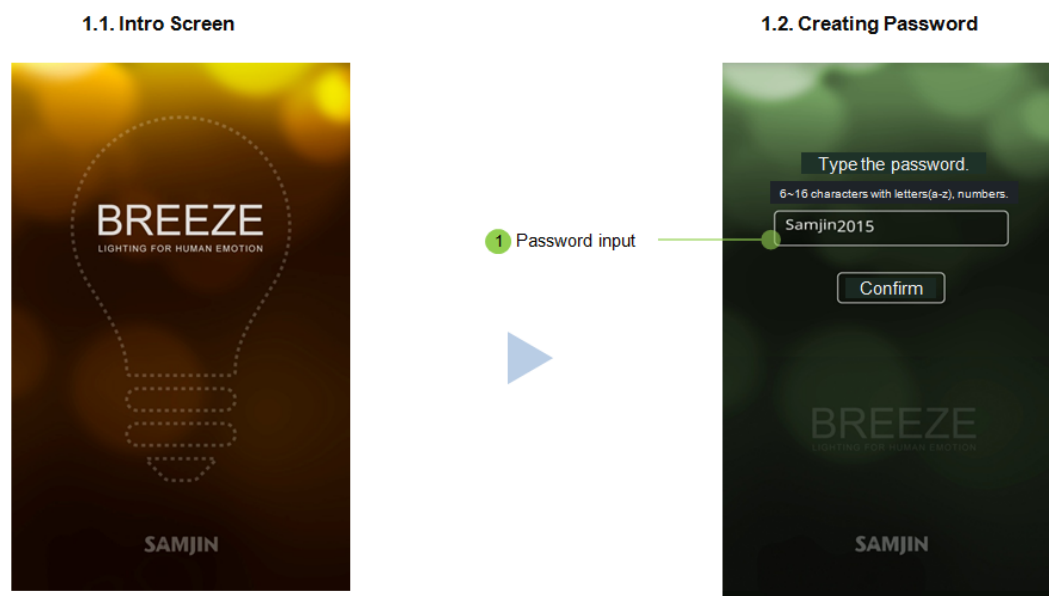 1.1. Intro Screen
1.2. Creating Password
BREEZE
LIGHTING FOR HUMAN EMOTION
SAMJIN
1 Password input
Type the password.
6~16 characters with letters(a-z), numbers.
Samjin2015
Confirm
BREEZE
LIGHTING FOR HUMAN EMOTION
SAMJIN